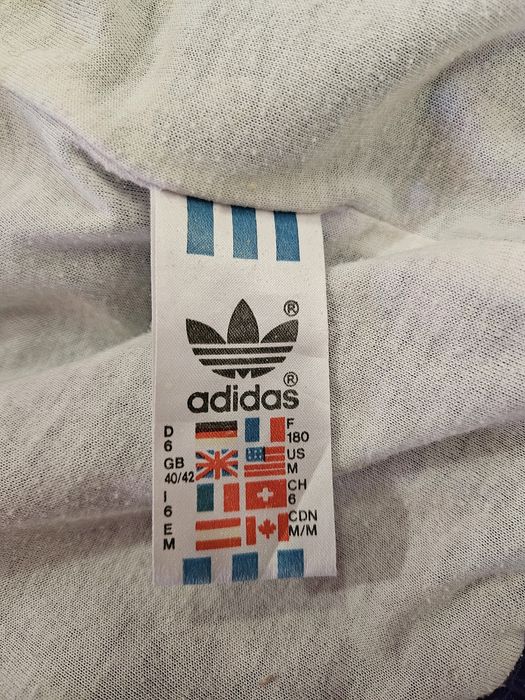 ®
®
adidas
D
6
F
180
GB
40/42
US
M
I
6
CH
6
E
M
CDN
M/M